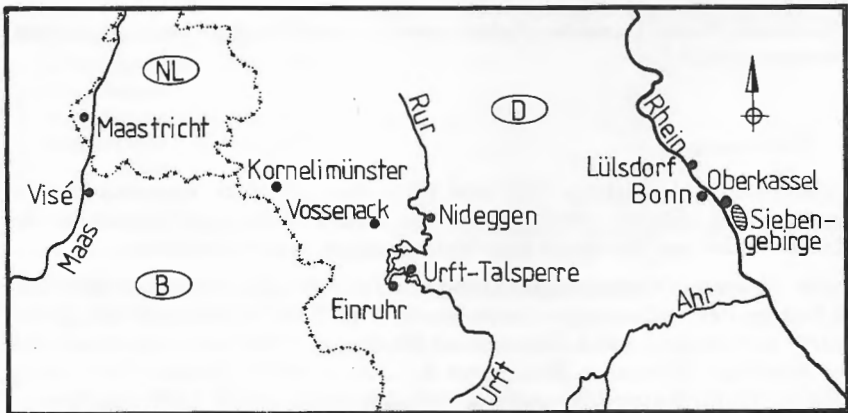 NL
Maastricht
Visé
Maas
B
Kornelimünster
Vossenack
Rur
D
Nideggen
Urft-Talsperre
Einruhr
Urft
Rhein
Lülsdorf
Oberkassel
Bonn
Sieben-
gebirge
Ahr